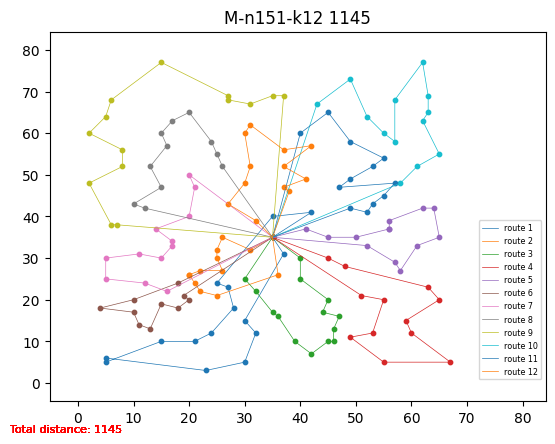 M-n151-k12 1145
80
70
60
50
40
30
20
10
0
0 10 20 30 40 50 60 70 80
route 1
route 2
route 3
route 4
route 5
route 6
route 7
route 8
route 9
route 10
route 11
route 12
Total distance: 1145